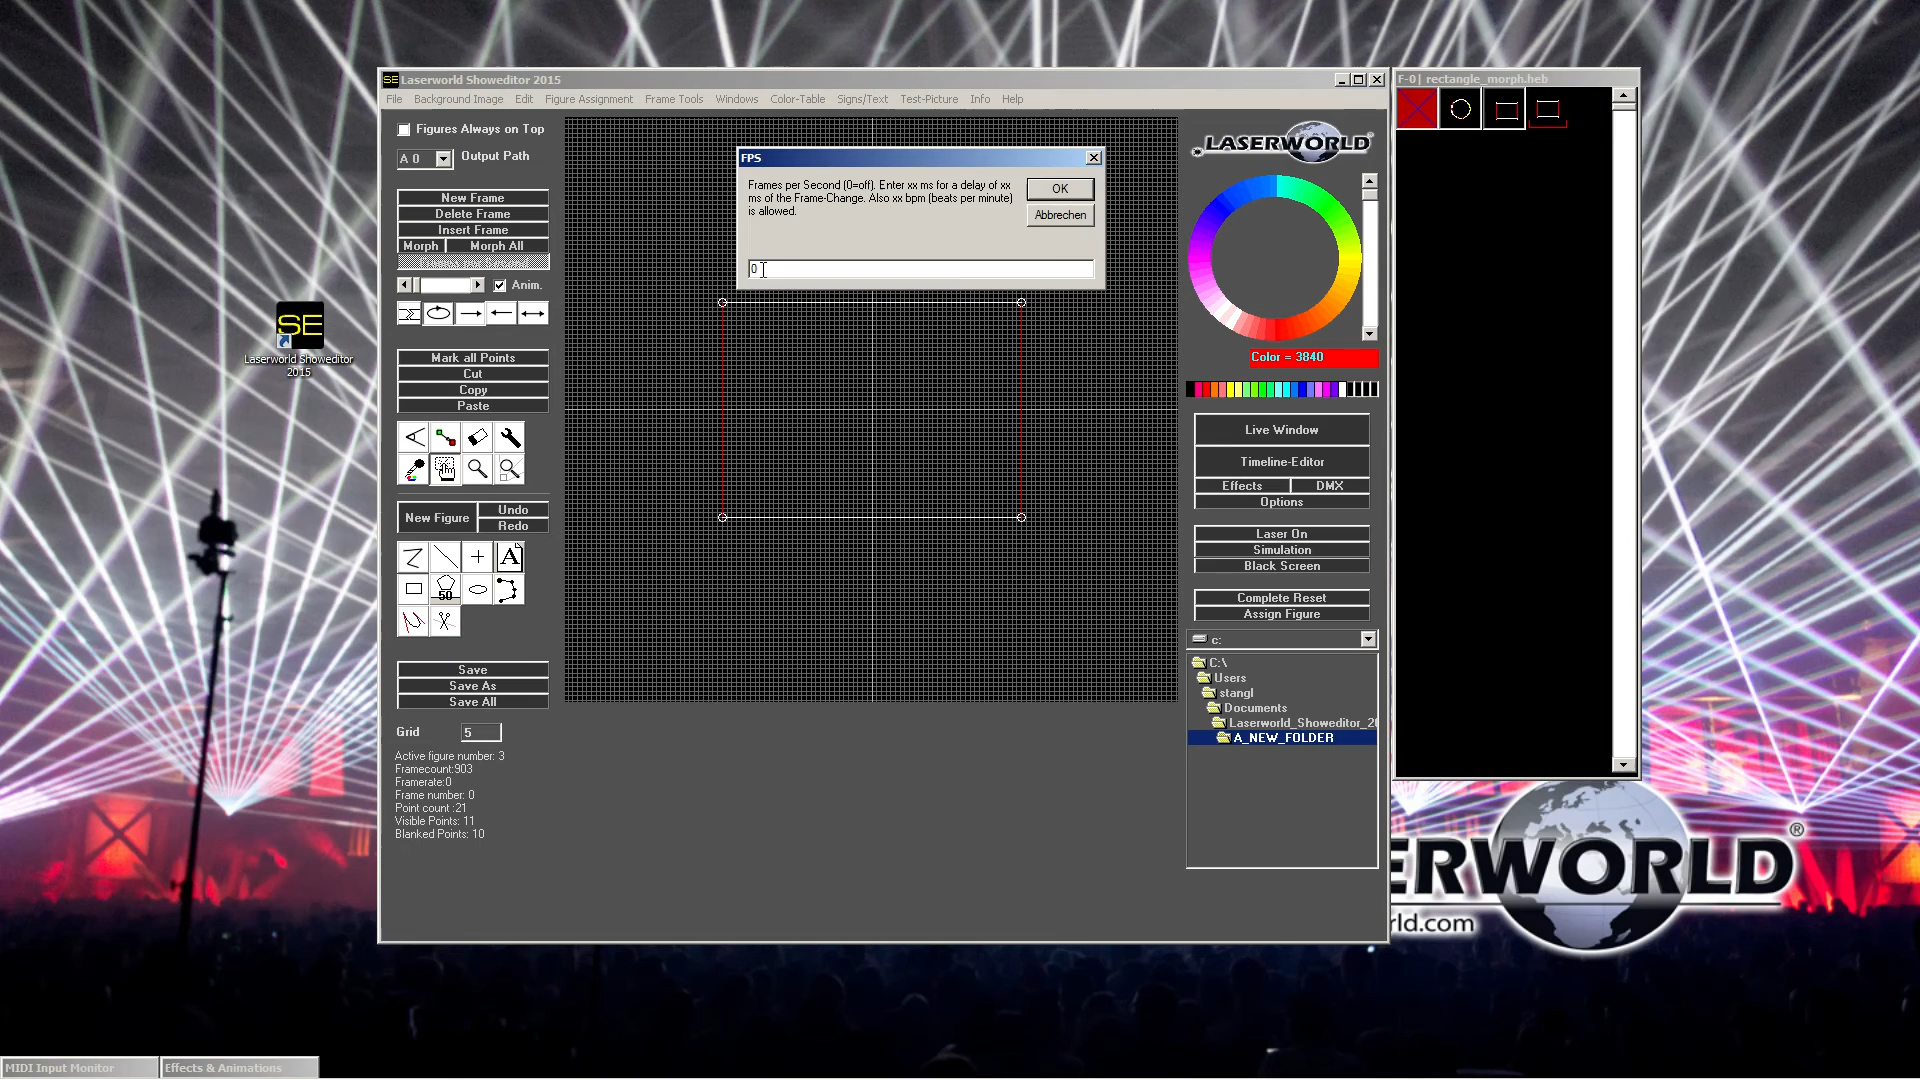 SE Laserworld Showeditor 2015
File Background Image Edit Figure Assignment Frame Tools Windows Color-Table Signs/Text Test-Picture Info Help
F-0| rectangle_morph.heb
Figures Always on Top
A 0 Output Path
New Frame
Delete Frame
Insert Frame
Morph Morph All
Anim.
Mark all Points
Cut
Copy
Paste
New Figure
Undo
Redo
A
50
Save
Save As
Save All
Grid 5
Active figure number: 3
Framecount:903
Framerate:0
Frame number: 0
Point count :21
Visible Points: 11
Blanked Points: 10
FPS
Frames per Second (0=off). Enter xx ms for a delay of xx
ms of the Frame-Change. Also xx bpm (beats per minute)
is allowed.
OK
Abbrechen
0
LASERWORLD
Color = 3840
Live Window
Timeline-Editor
Effects DMX
Options
Laser On
Simulation
Black Screen
Complete Reset
Assign Figure
c:
C:\
Users
stangl
Documents
Laserworld_Showeditor_20
A_NEW_FOLDER
SE
Laserworld Showeditor
2015
ERWORLD®
rld.com
MIDI Input Monitor
Effects & Animations